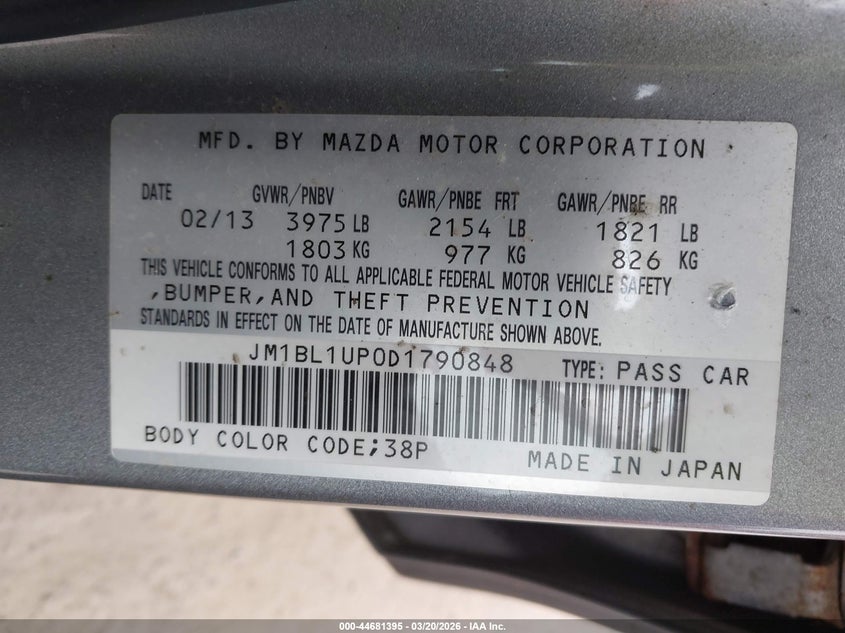 MFD. BY MAZDA MOTOR CORPORATION
DATE GVWR/PNBV GAWR/PNBE FRT GAWR/PNBE RR
02/13 3975 LB 2154 LB 1821 LB
1803 KG 977 KG 826 KG
THIS VEHICLE CONFORMS TO ALL APPLICABLE FEDERAL MOTOR VEHICLE SAFETY
,BUMPER,AND THEFT PREVENTION
STANDARDS IN EFFECT ON THE DATE OF MANUFACTURE SHOWN ABOVE.
JM1BL1UP0D1790848 TYPE: PASS CAR
BODY COLOR CODE;38P
MADE IN JAPAN
000-44681395 - 03/20/2026 - IAA Inc.